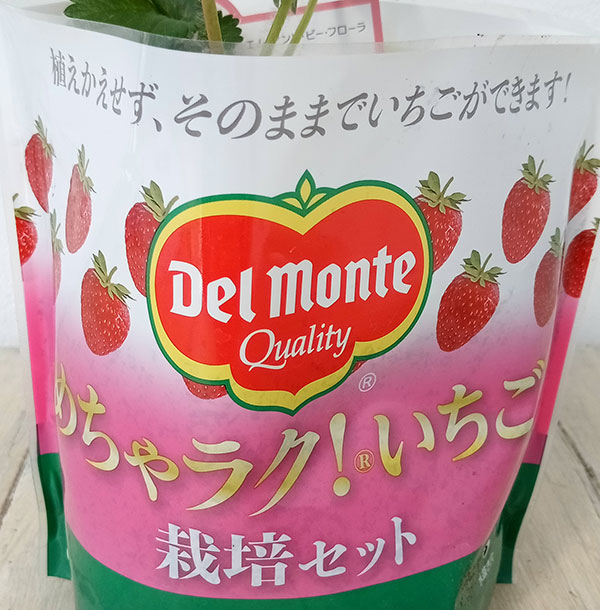 植えかえせず、そのままでいちごができます!
Del Monte
Quality
®
めちゃラク!®いちご
栽培セット